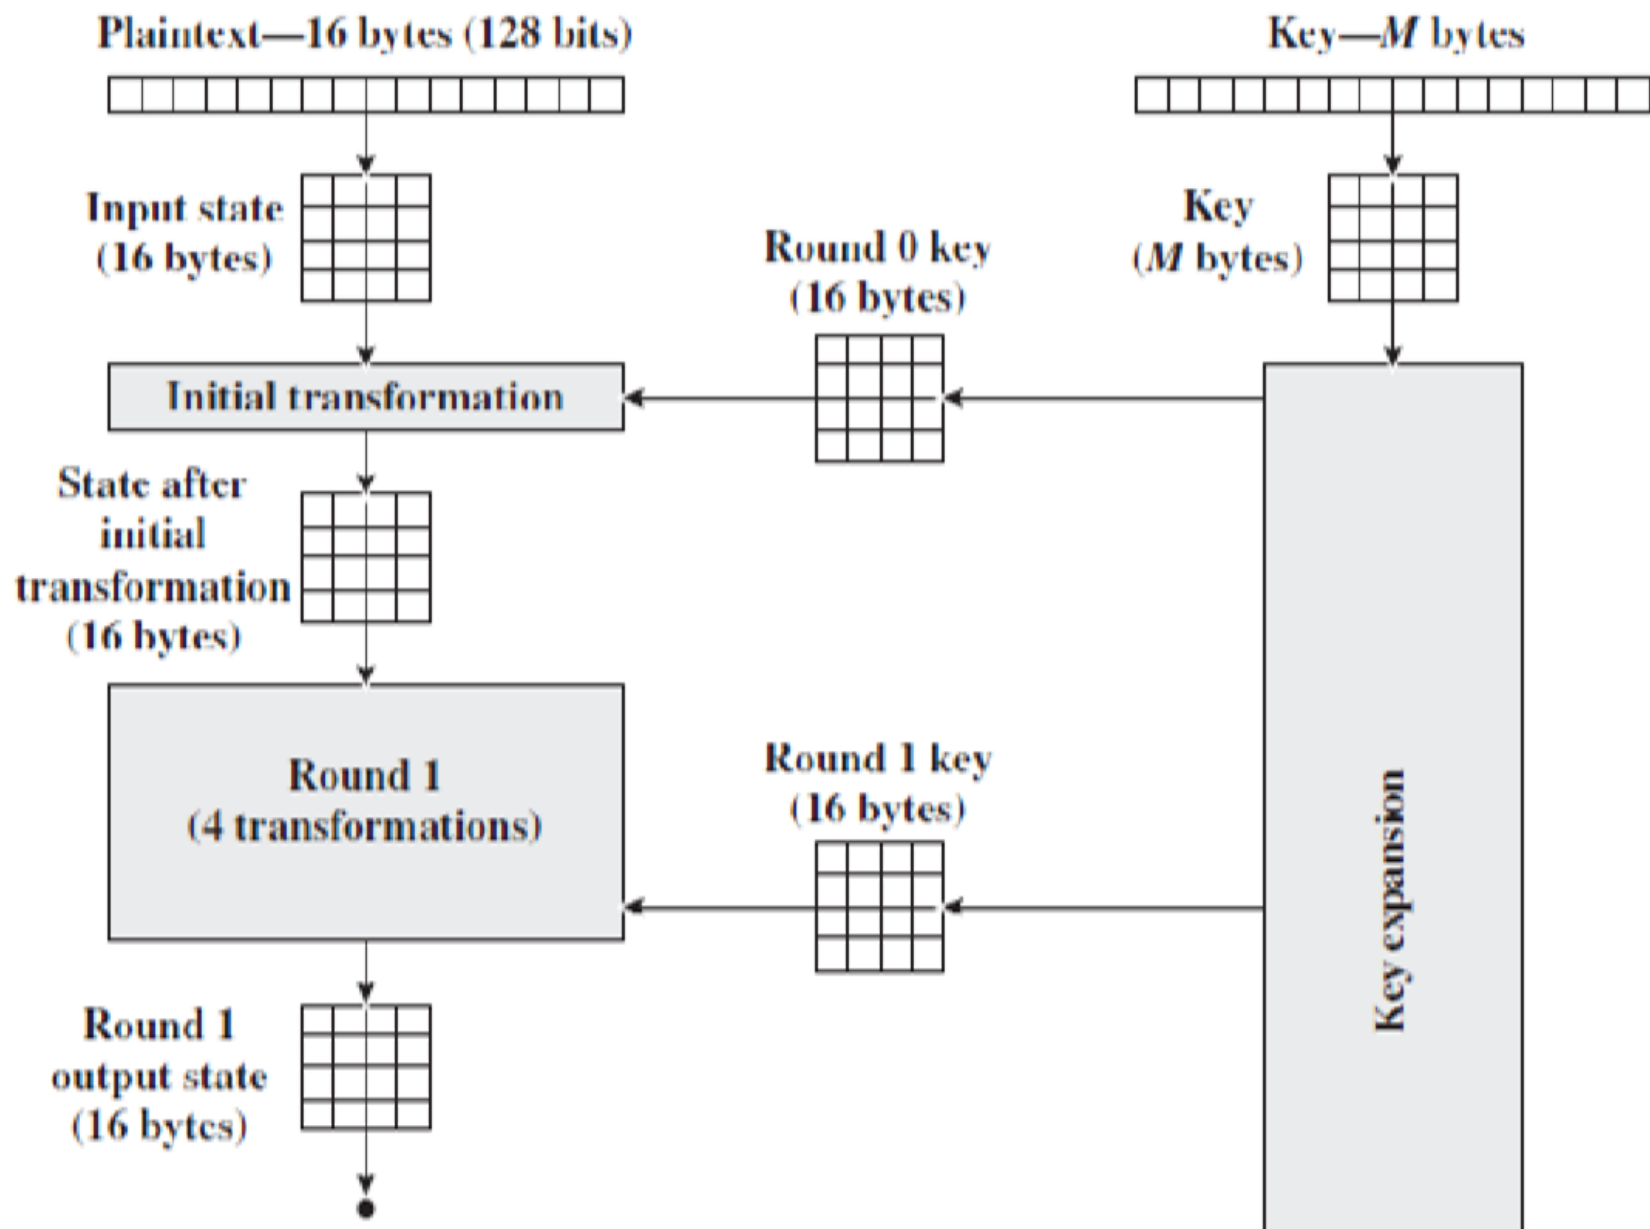 Plaintext—16 bytes (128 bits)
Key—M bytes
Input state
(16 bytes)
Key
(M bytes)
Round 0 key
(16 bytes)
Initial transformation
State after
initial
transformation
(16 bytes)
Round 1
(4 transformations)
Round 1 key
(16 bytes)
Key expansion
Round 1
output state
(16 bytes)